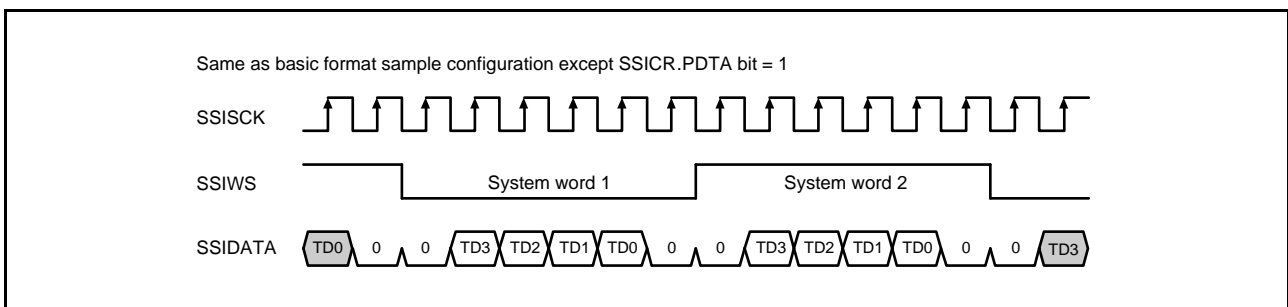 Same as basic format sample configuration except SSICR.PDTA bit = 1
SSISCK
SSIWS System word 1 System word 2
SSIDATA TD0 0 0 TD3 TD2 TD1 TD0 0 0 TD3 TD2 TD1 TD0 0 0 TD3